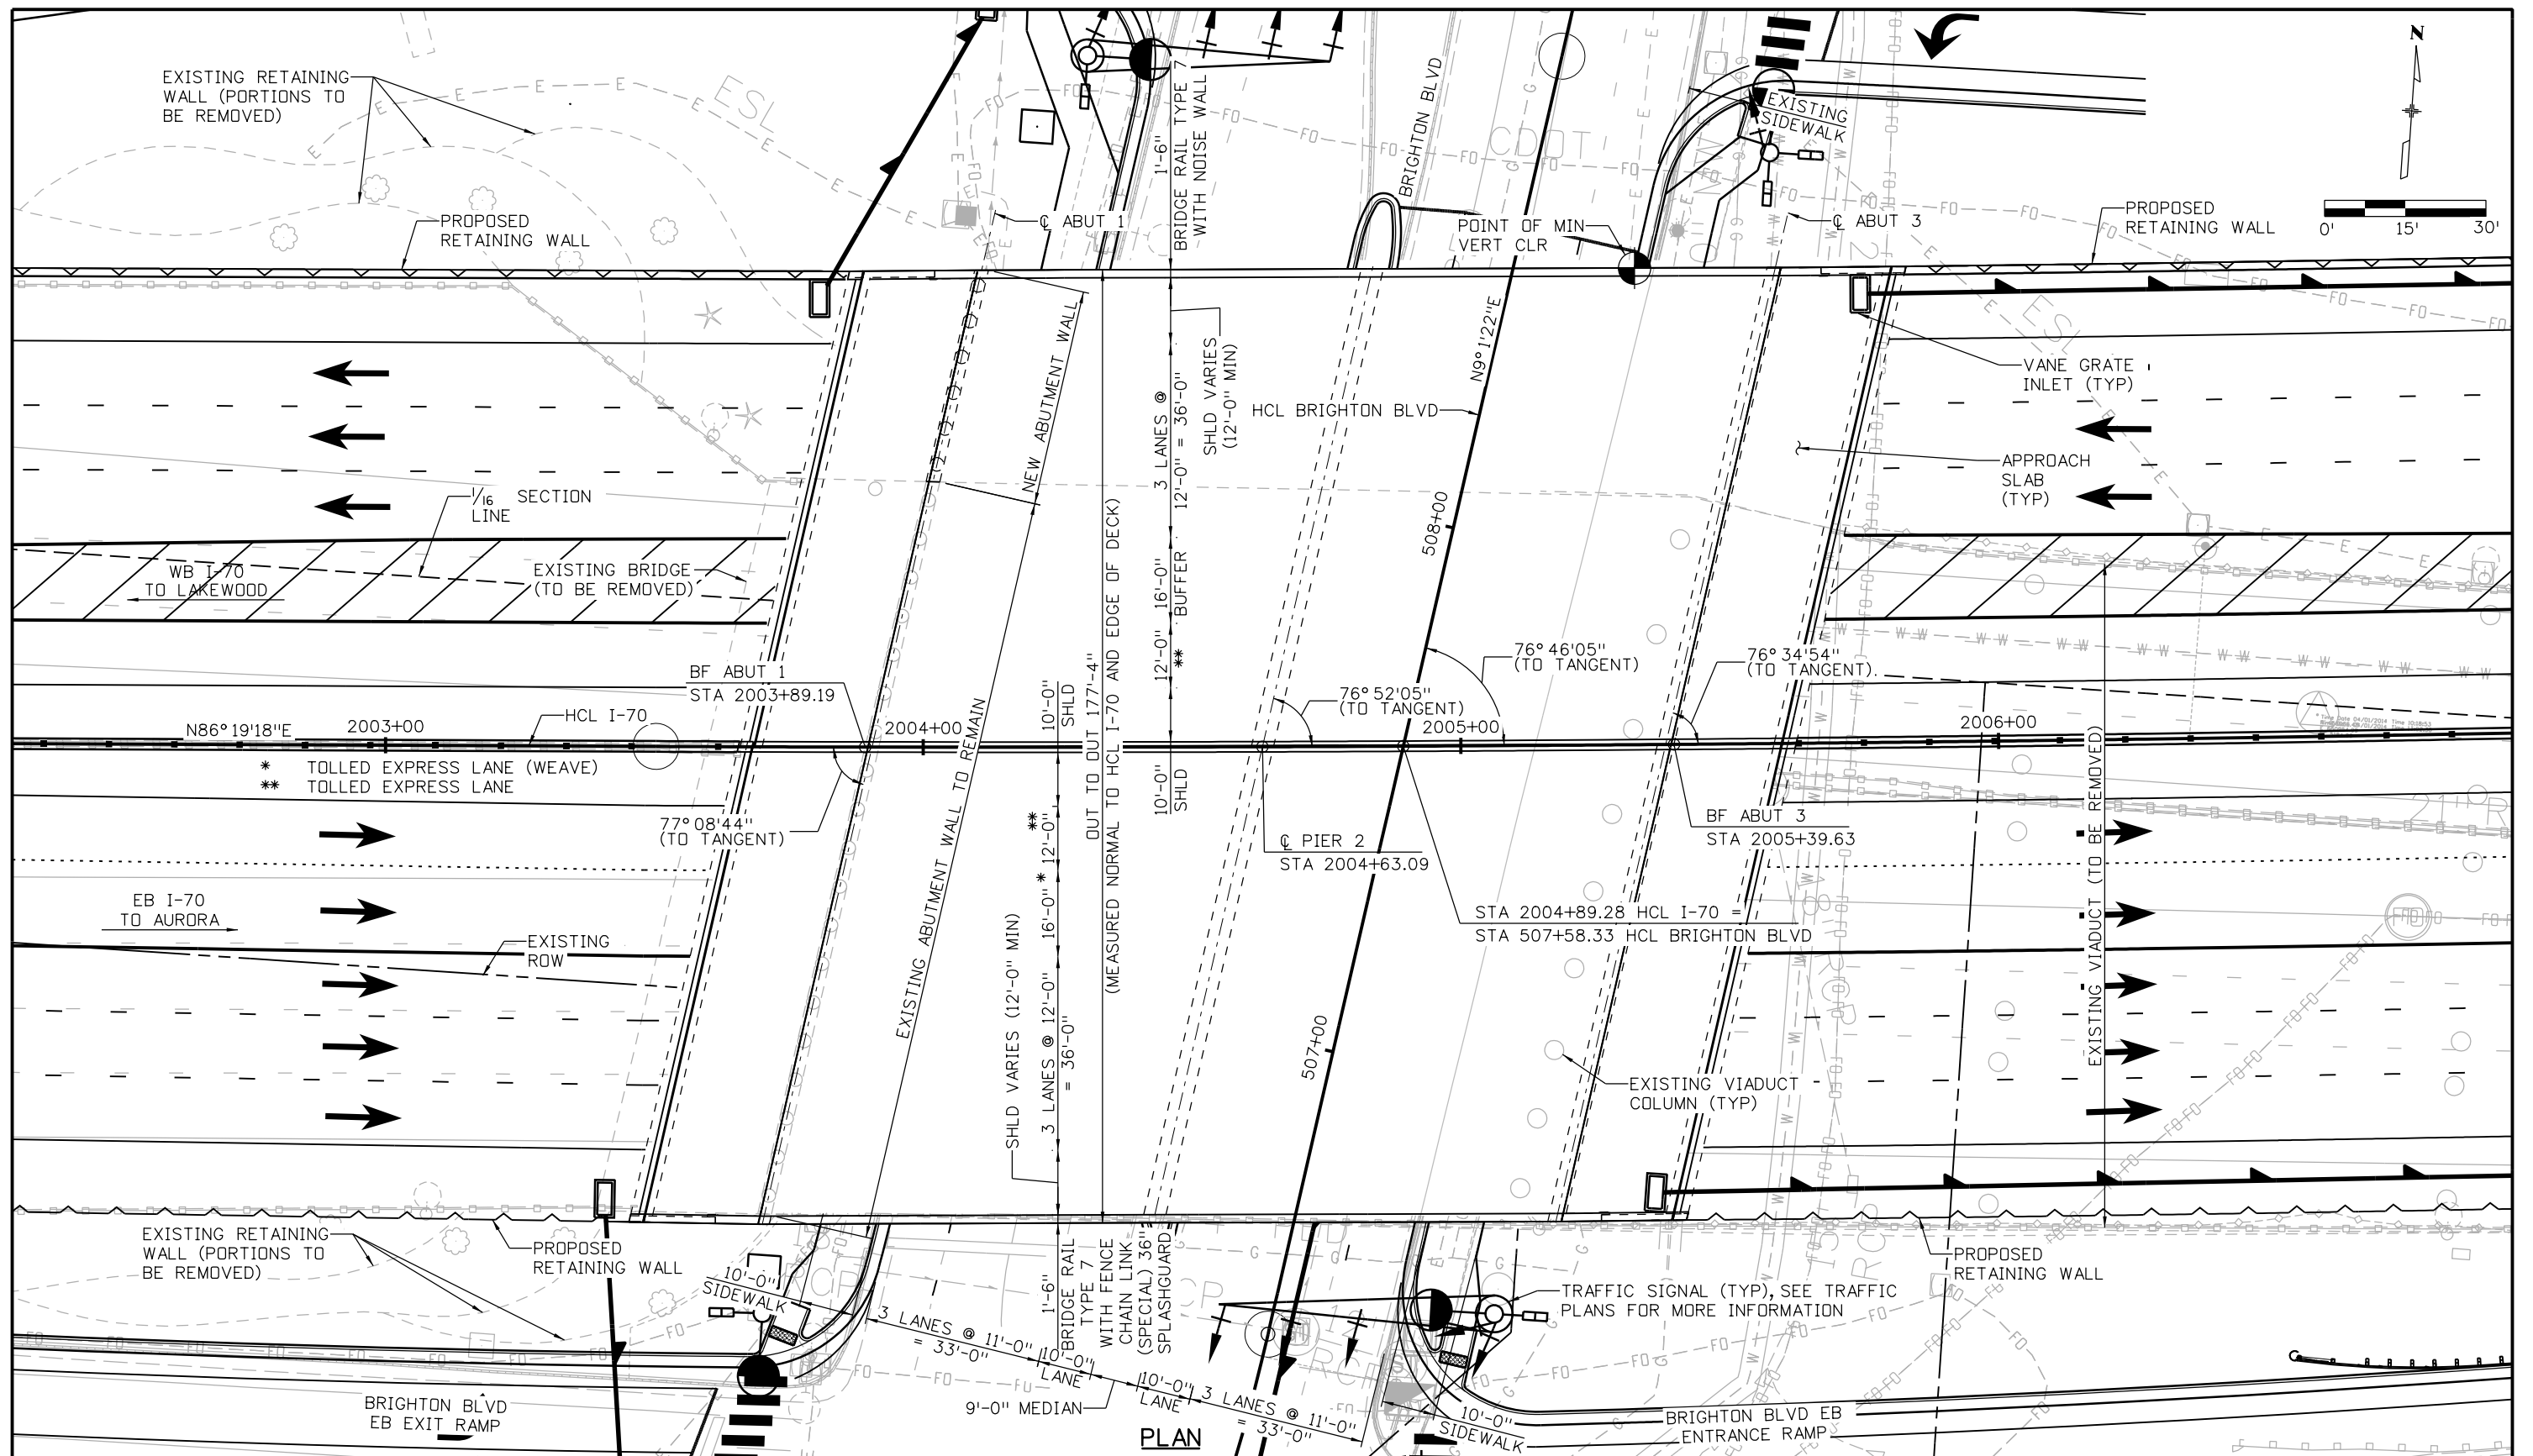 EXISTING RETAINING
WALL (PORTIONS TO
BE REMOVED)
ESL
PROPOSED
RETAINING WALL
℄ ABUT 1
1'-6"
BRIDGE RAIL TYPE 7
WITH NOISE WALL
BRIGHTON BLVD
CDOT
EXISTING
SIDEWALK
POINT OF MIN
VERT CLR
℄ ABUT 3
PROPOSED
RETAINING WALL
N
0' 15' 30'
NEW ABUTMENT WALL
SHLD VARIES
(12'-0" MIN)
3 LANES @
12'-0" = 36'-0"
HCL BRIGHTON BLVD
N9°1'22"E
ESL
VANE GRATE
INLET (TYP)
APPROACH
SLAB
(TYP)
1/16 SECTION
LINE
508+00
WB I-70
TO LAKEWOOD
EXISTING BRIDGE
(TO BE REMOVED)
16'-0"
BUFFER
12'-0"
**
OUT TO OUT 177'-4"
(MEASURED NORMAL TO HCL I-70 AND EDGE OF DECK)
BF ABUT 1
STA 2003+89.19
10'-0"
SHLD
76°52'05"
(TO TANGENT)
76°46'05"
(TO TANGENT)
76°34'54"
(TO TANGENT)
N86°19'18"E
2003+00
HCL I-70
2004+00
2005+00
2006+00
* TOLLED EXPRESS LANE (WEAVE)
** TOLLED EXPRESS LANE
77°08'44"
(TO TANGENT)
EXISTING ABUTMENT WALL TO REMAIN
10'-0"
SHLD
℄ PIER 2
STA 2004+63.09
BF ABUT 3
STA 2005+39.63
EXISTING VIADUCT (TO BE REMOVED)
EB I-70
TO AURORA
EXISTING
ROW
SHLD VARIES (12'-0" MIN)
3 LANES @ 12'-0"
= 36'-0"
16'-0" *
12'-0"
**
STA 2004+89.28 HCL I-70 =
STA 507+58.33 HCL BRIGHTON BLVD
507+00
EXISTING VIADUCT
COLUMN (TYP)
EXISTING RETAINING
WALL (PORTIONS TO
BE REMOVED)
PROPOSED
RETAINING WALL
10'-0"
SIDEWALK
1'-6"
BRIDGE RAIL
TYPE 7
WITH FENCE
CHAIN LINK
(SPECIAL) 36"
SPLASHGUARD
TRAFFIC SIGNAL (TYP), SEE TRAFFIC
PLANS FOR MORE INFORMATION
PROPOSED
RETAINING WALL
3 LANES @ 11'-0"
= 33'-0"
10'-0"
LANE
9'-0" MEDIAN
10'-0"
LANE
3 LANES @ 11'-0"
= 33'-0"
10'-0"
SIDEWALK
BRIGHTON BLVD
EB EXIT RAMP
BRIGHTON BLVD EB
ENTRANCE RAMP
PLAN